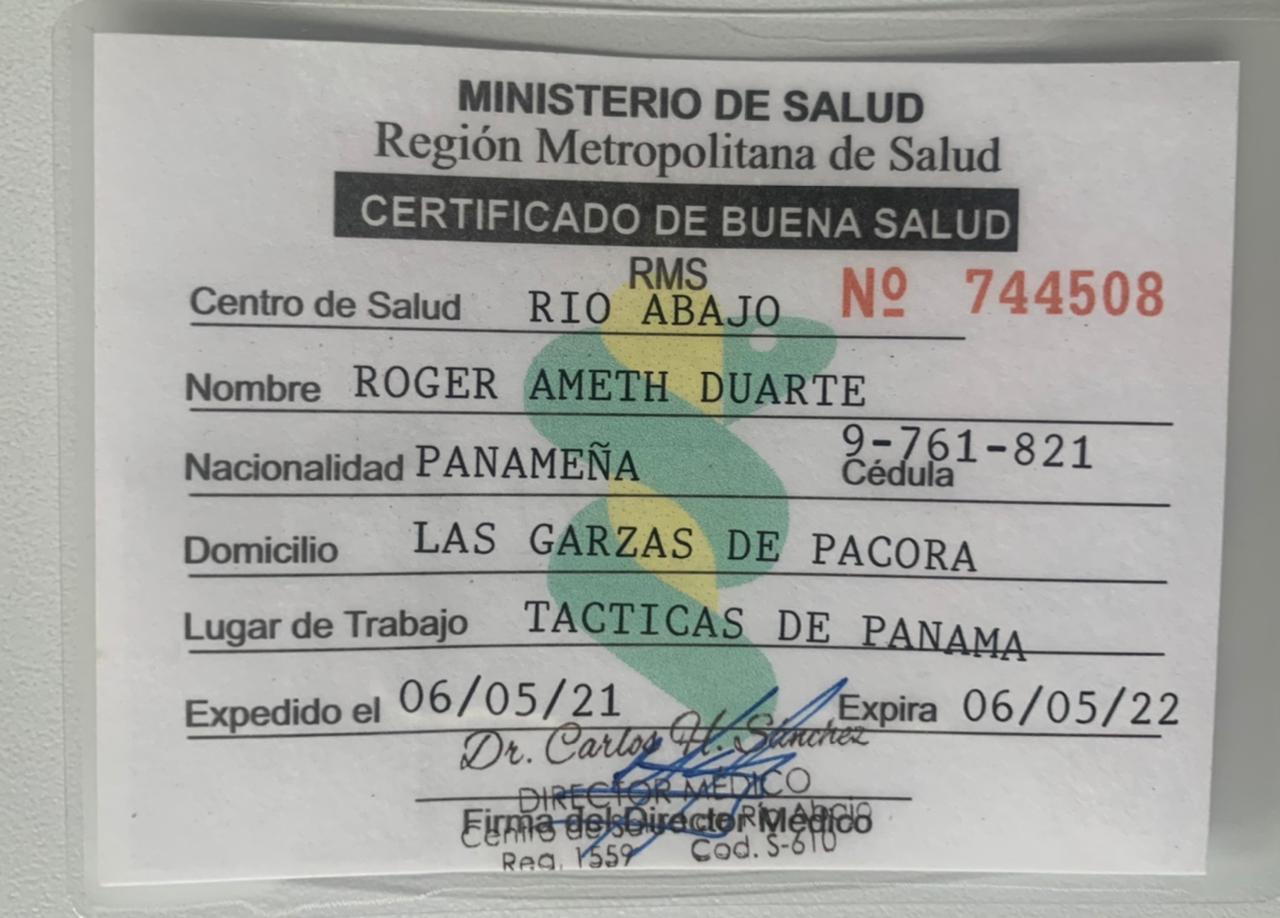 MINISTERIO DE SALUD
Región Metropolitana de Salud
CERTIFICADO DE BUENA SALUD
RMS
Centro de Salud RIO ABAJO Nº 744508
Nombre ROGER AMETH DUARTE
Nacionalidad PANAMEÑA 9-761-821
Cédula
Domicilio LAS GARZAS DE PACORA
Lugar de Trabajo TACTICAS DE PANAMA
Expedido el 06/05/21 Expira 06/05/22
Dr. Carlos H. Sánchez
DIRECTOR MÉDICO
Firma del Director Médico
Centro de Río Abajo
Reg. 1559 Cod. S-610